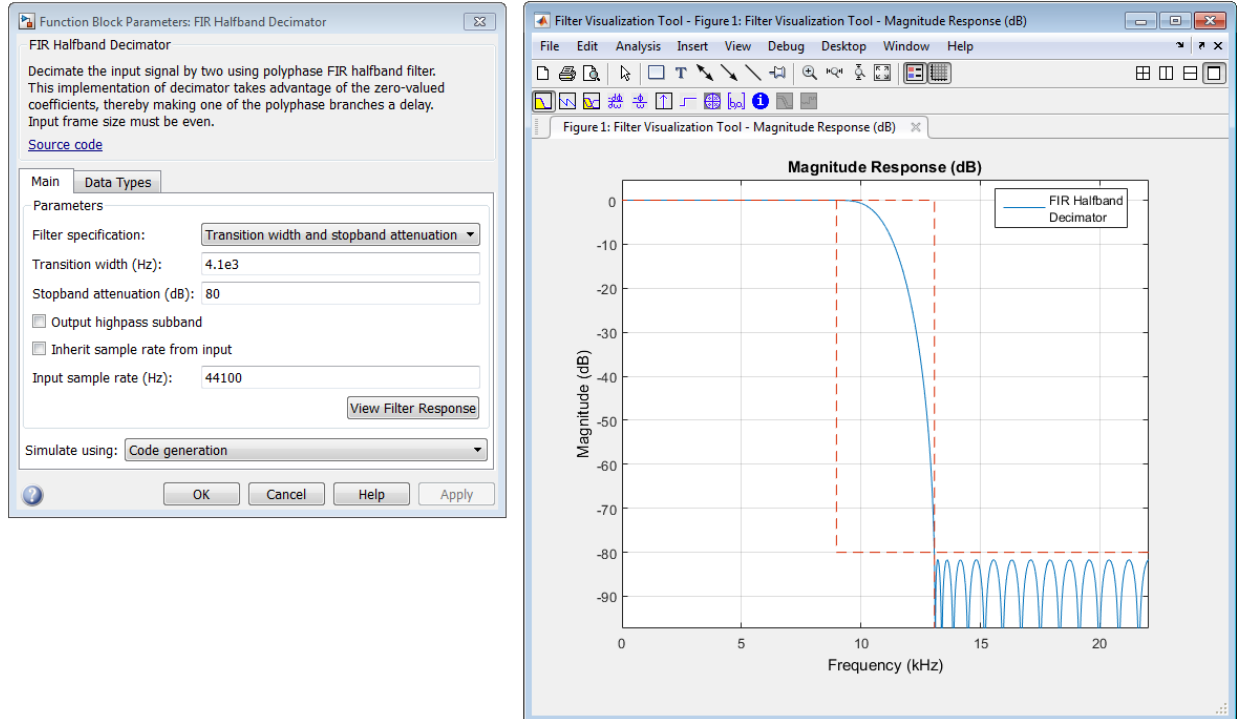 Function Block Parameters: FIR Halfband Decimator
FIR Halfband Decimator
Decimate the input signal by two using polyphase FIR halfband filter.
This implementation of decimator takes advantage of the zero-valued
coefficients, thereby making one of the polyphase branches a delay.
Input frame size must be even.
Source code
Main Data Types
Parameters
Filter specification: Transition width and stopband attenuation
Transition width (Hz): 4.1e3
Stopband attenuation (dB): 80
Output highpass subband
Inherit sample rate from input
Input sample rate (Hz): 44100
View Filter Response
Simulate using: Code generation
OK Cancel Help Apply
Filter Visualization Tool - Figure 1: Filter Visualization Tool - Magnitude Response (dB)
File Edit Analysis Insert View Debug Desktop Window Help
Figure 1: Filter Visualization Tool - Magnitude Response (dB)
Magnitude Response (dB)
FIR Halfband
Decimator
Magnitude (dB)
0
-10
-20
-30
-40
-50
-60
-70
-80
-90
0 5 10 15 20
Frequency (kHz)